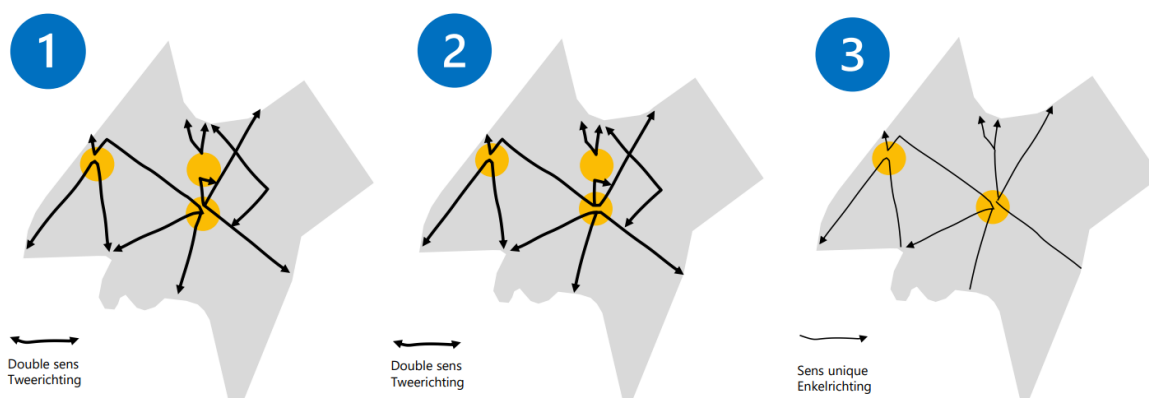 1
2
3
Double sens
Tweerichting
Double sens
Tweerichting
Sens unique
Enkelrichting